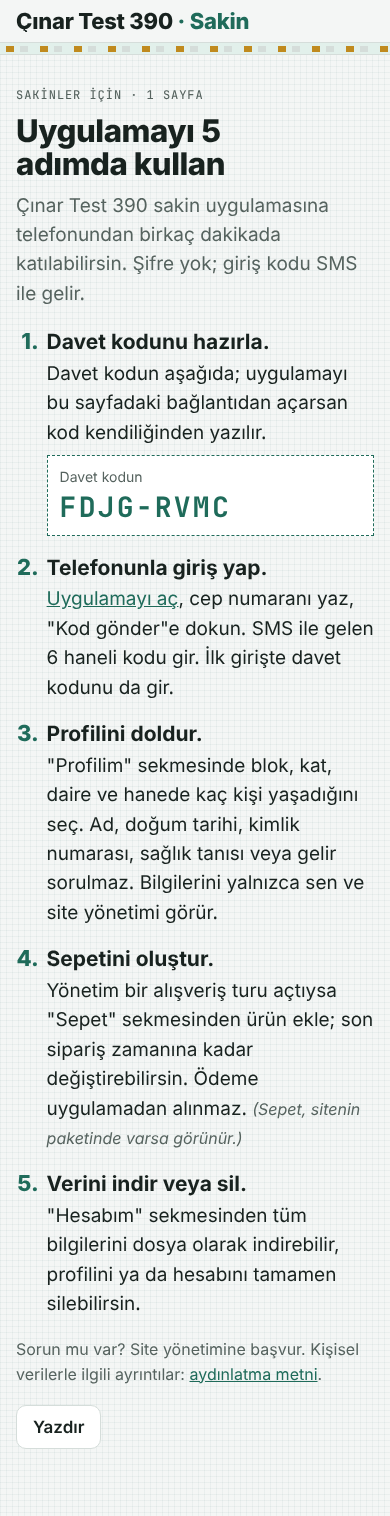 Çınar Test 390 · Sakin
SAKİNLER İÇİN · 1 SAYFA
Uygulamayı 5
adımda kullan
Çınar Test 390 sakin uygulamasına
telefonundan birkaç dakikada
katılabilirsin. Şifre yok; giriş kodu SMS
ile gelir.
1. Davet kodunu hazırla.
Davet kodun aşağıda; uygulamayı
bu sayfadaki bağlantıdan açarsan
kod kendiliğinden yazılır.
Davet kodun
FDJG-RVMC
2. Telefonunla giriş yap.
Uygulamayı aç, cep numaranı yaz,
"Kod gönder"e dokun. SMS ile gelen
6 haneli kodu gir. İlk girişte davet
kodunu da gir.
3. Profilini doldur.
"Profilim" sekmesinde blok, kat,
daire ve hanede kaç kişi yaşadığını
seç. Ad, doğum tarihi, kimlik
numarası, sağlık tanısı veya gelir
sorulmaz. Bilgilerini yalnızca sen ve
site yönetimi görür.
4. Sepetini oluştur.
Yönetim bir alışveriş turu açtıysa
"Sepet" sekmesinden ürün ekle; son
sipariş zamanına kadar
değiştirebilirsin. Ödeme
uygulamadan alınmaz. (Sepet, sitenin
paketinde varsa görünür.)
5. Verini indir veya sil.
"Hesabım" sekmesinden tüm
bilgilerini dosya olarak indirebilir,
profilini ya da hesabını tamamen
silebilirsin.
Sorun mu var? Site yönetimine başvur. Kişisel
verilerle ilgili ayrıntılar: aydınlatma metni.
Yazdır